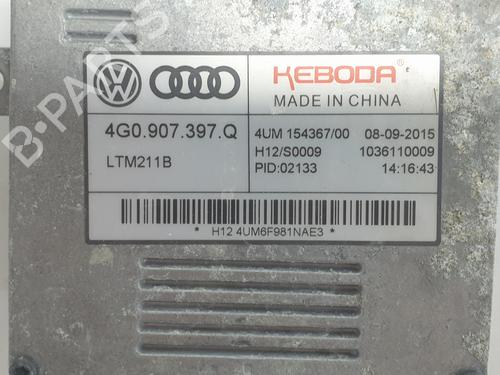 B-PARTS
KEBODA
MADE IN CHINA
4G0.907.397.Q
LTM211B
4UM 154367/00 08-09-2015
H12/S0009 1036110009
PID:02133 14:16:43
* H12 4UM6F981NAE3 *